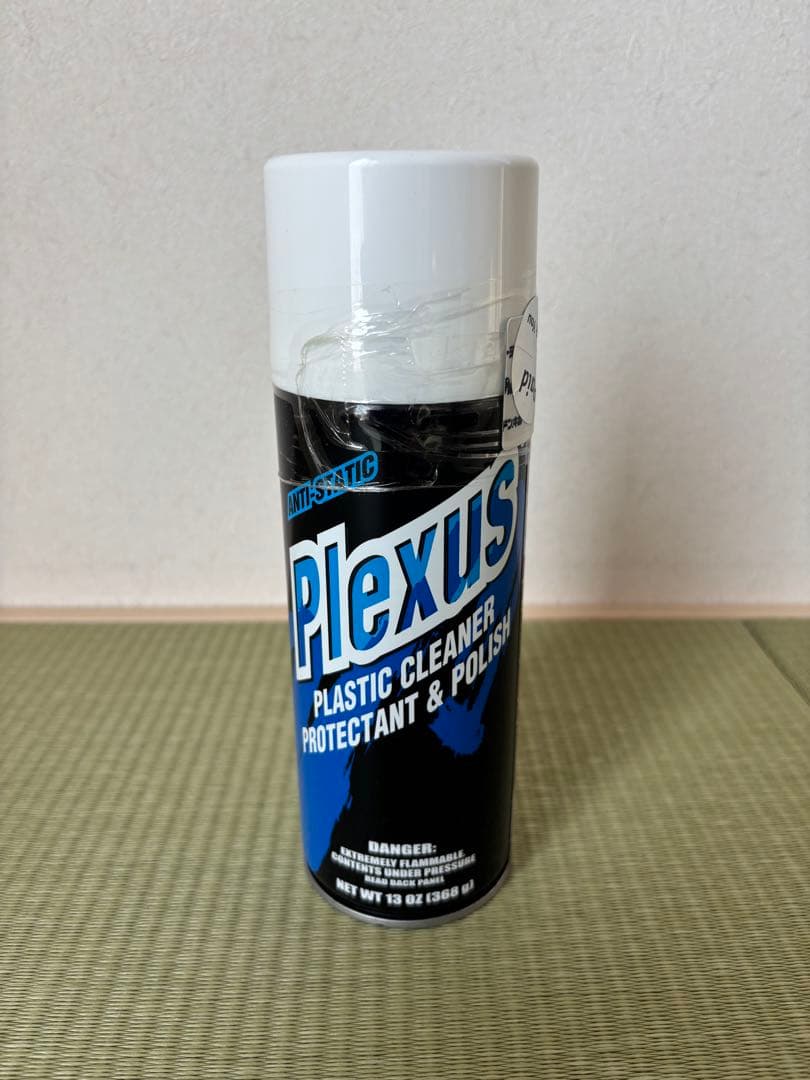 ANTI-STATIC
Plexus
PLASTIC CLEANER
PROTECTANT & POLISH
DANGER:
EXTREMELY FLAMMABLE
CONTENTS UNDER PRESSURE
READ BACK PANEL
NET WT 13 OZ (368 g)